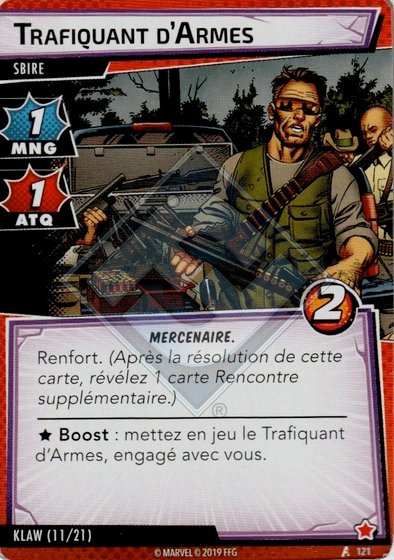 Trafiquant d'Armes
SBIRE
1
MNG
1
ATQ
2
MERCENAIRE.
Renfort. (Après la résolution de cette
carte, révélez 1 carte Rencontre
supplémentaire.)
★ Boost : mettez en jeu le Trafiquant
d'Armes, engagé avec vous.
®
KLAW (11/21)
© MARVEL © 2019 FFG
121